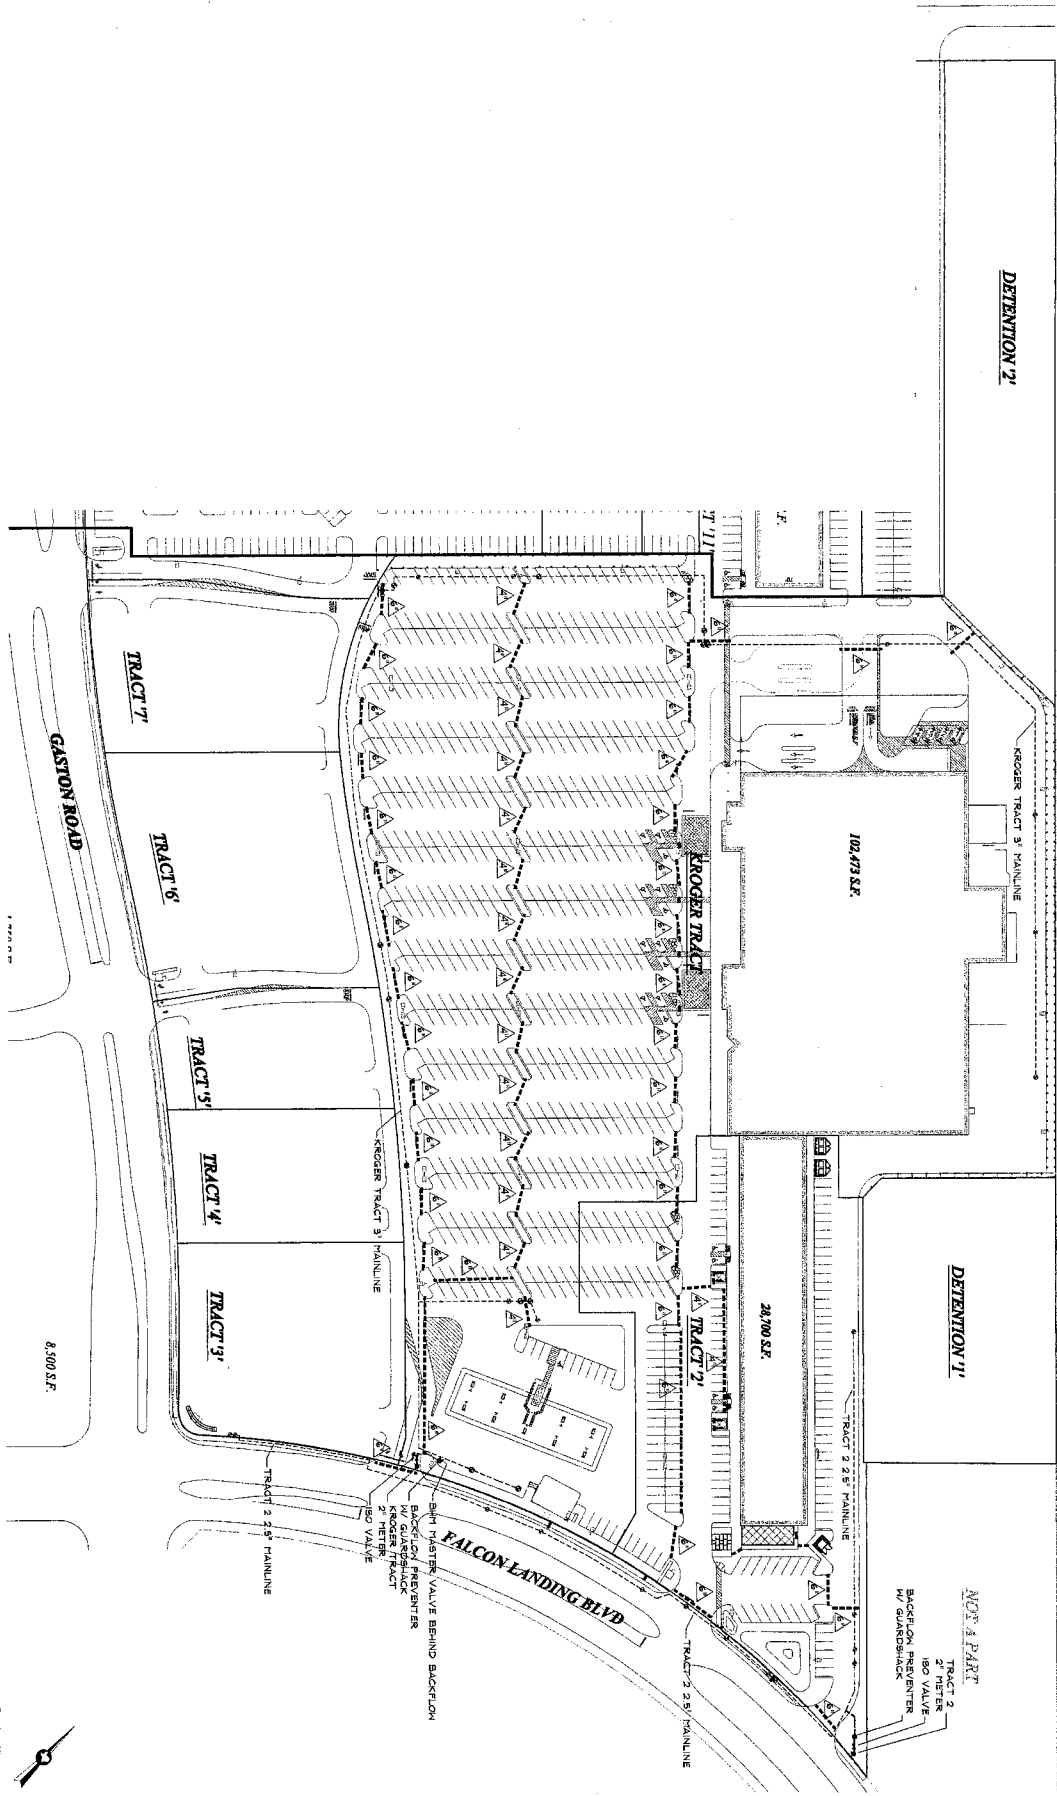 DETENTION '2'
KROGER TRACT 3" MAINLINE
102,473 S.F.
KROGER TRACT
TRACT '7'
GASTON ROAD
TRACT '6'
TRACT '5'
TRACT '4'
TRACT '3'
KROGER TRACT 3" MAINLINE
TRACT '2'
28,700 S.F.
DETENTION '1'
TRACT 2 2.5" MAINLINE
8,500 S.F.
TRACT 2 2.5" MAINLINE
BHM MASTER VALVE BEHIND BACKFLOW
BACKFLOW PREVENTER
W/ GUARDSHACK
KROGER TRACT
2" METER
ISO VALVE
FALCON LANDING BLVD
TRACT 2 2.5" MAINLINE
NOT A PART
TRACT 2
2" METER
ISO VALVE
BACKFLOW PREVENTER
W/ GUARDSHACK